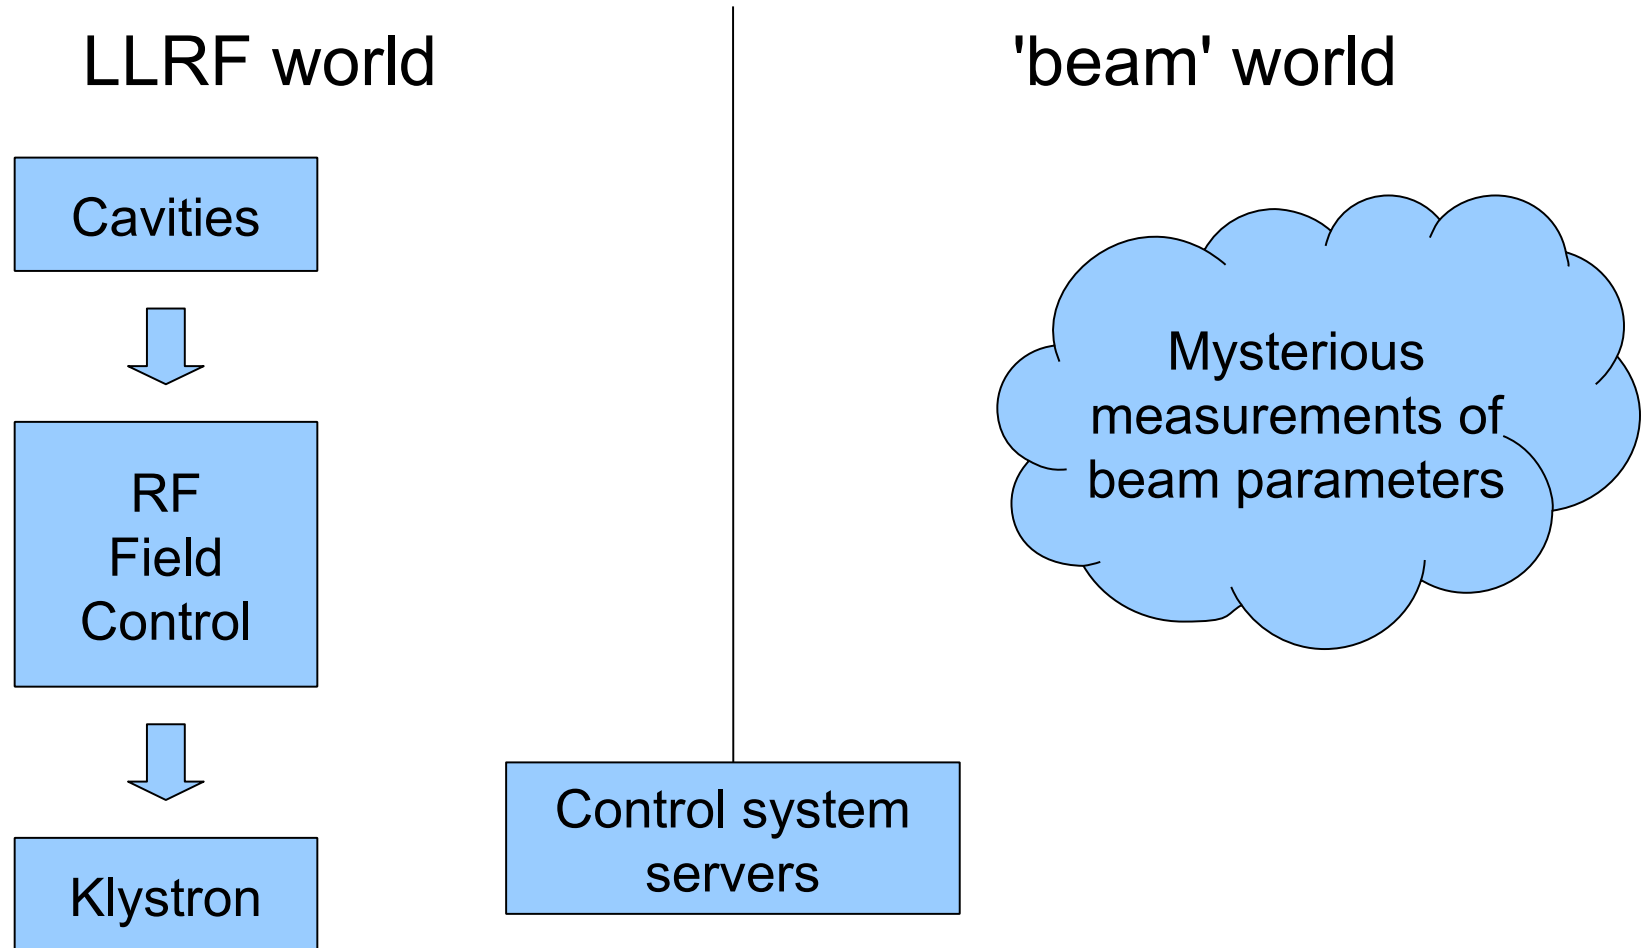 LLRF world
'beam' world
Cavities
Mysterious
measurements of
beam parameters
RF
Field
Control
Control system
servers
Klystron